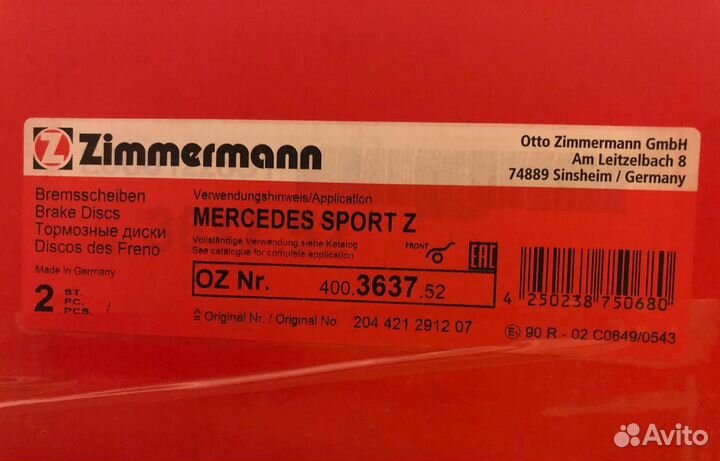 Z Zimmermann
Otto Zimmermann GmbH
Am Leitzelbach 8
74889 Sinsheim / Germany
Bremsscheiben
Brake Discs
Тормозные диски
Discos des Freno
Made in Germany
2 ST. PC. PCS. /
Verwendungshinweis/Application
MERCEDES SPORT Z
Vollständige Verwendung siehe Katalog
See catalogue for complete application
FRONT
EAC
OZ Nr. 400.3637.52
≙ Original Nr. / Original No. 204 421 2912 07
4 250238 750680
E1 90 R - 02 C0649/0543
Avito